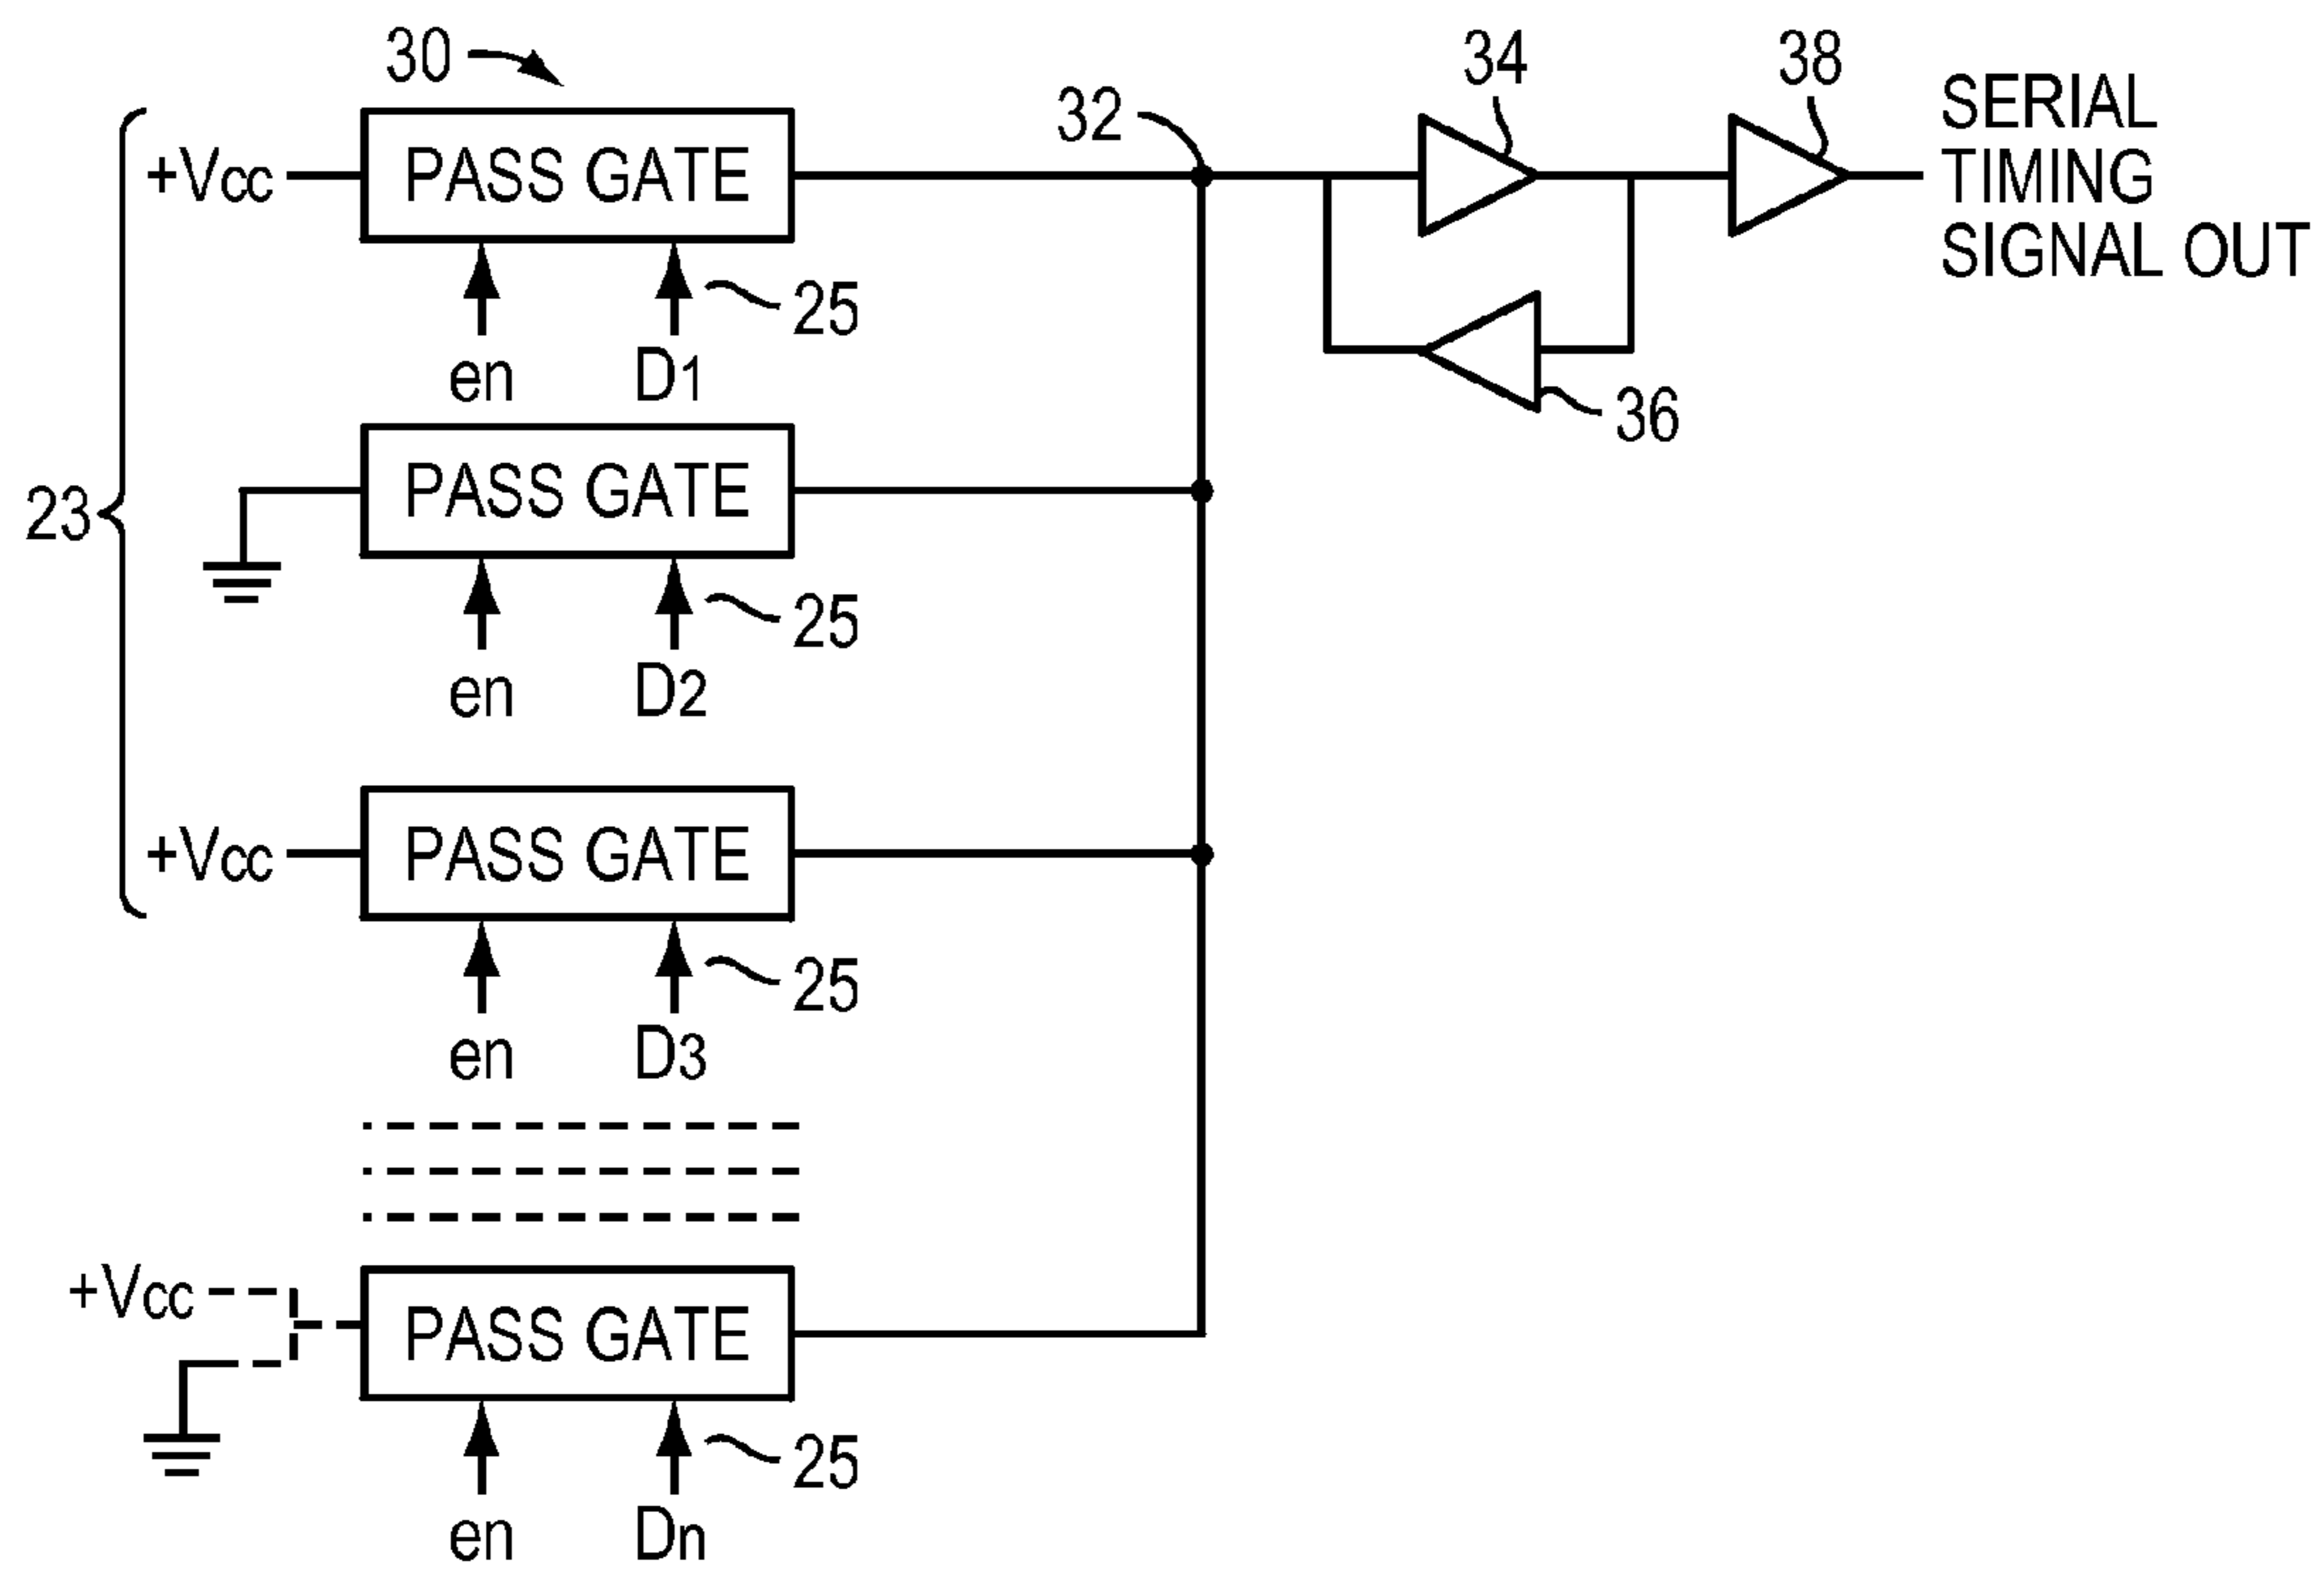 30
34
38
32
SERIAL
TIMING
SIGNAL OUT
+Vcc
PASS GATE
25
en
D1
36
23
PASS GATE
25
en
D2
+Vcc
PASS GATE
25
en
D3
+Vcc
PASS GATE
25
en
Dn